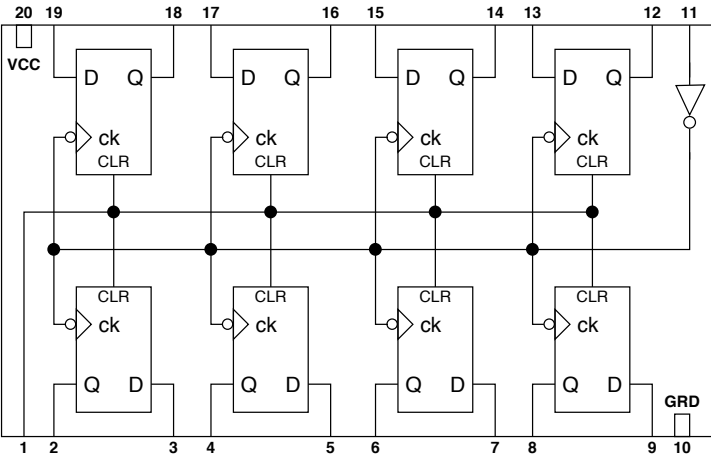 20 19 18 17 16 15 14 13 12 11
VCC
D Q D Q D Q D Q
ck ck ck ck
CLR CLR CLR CLR
CLR CLR CLR CLR
ck ck ck ck
Q D Q D Q D Q D
GRD
1 2 3 4 5 6 7 8 9 10